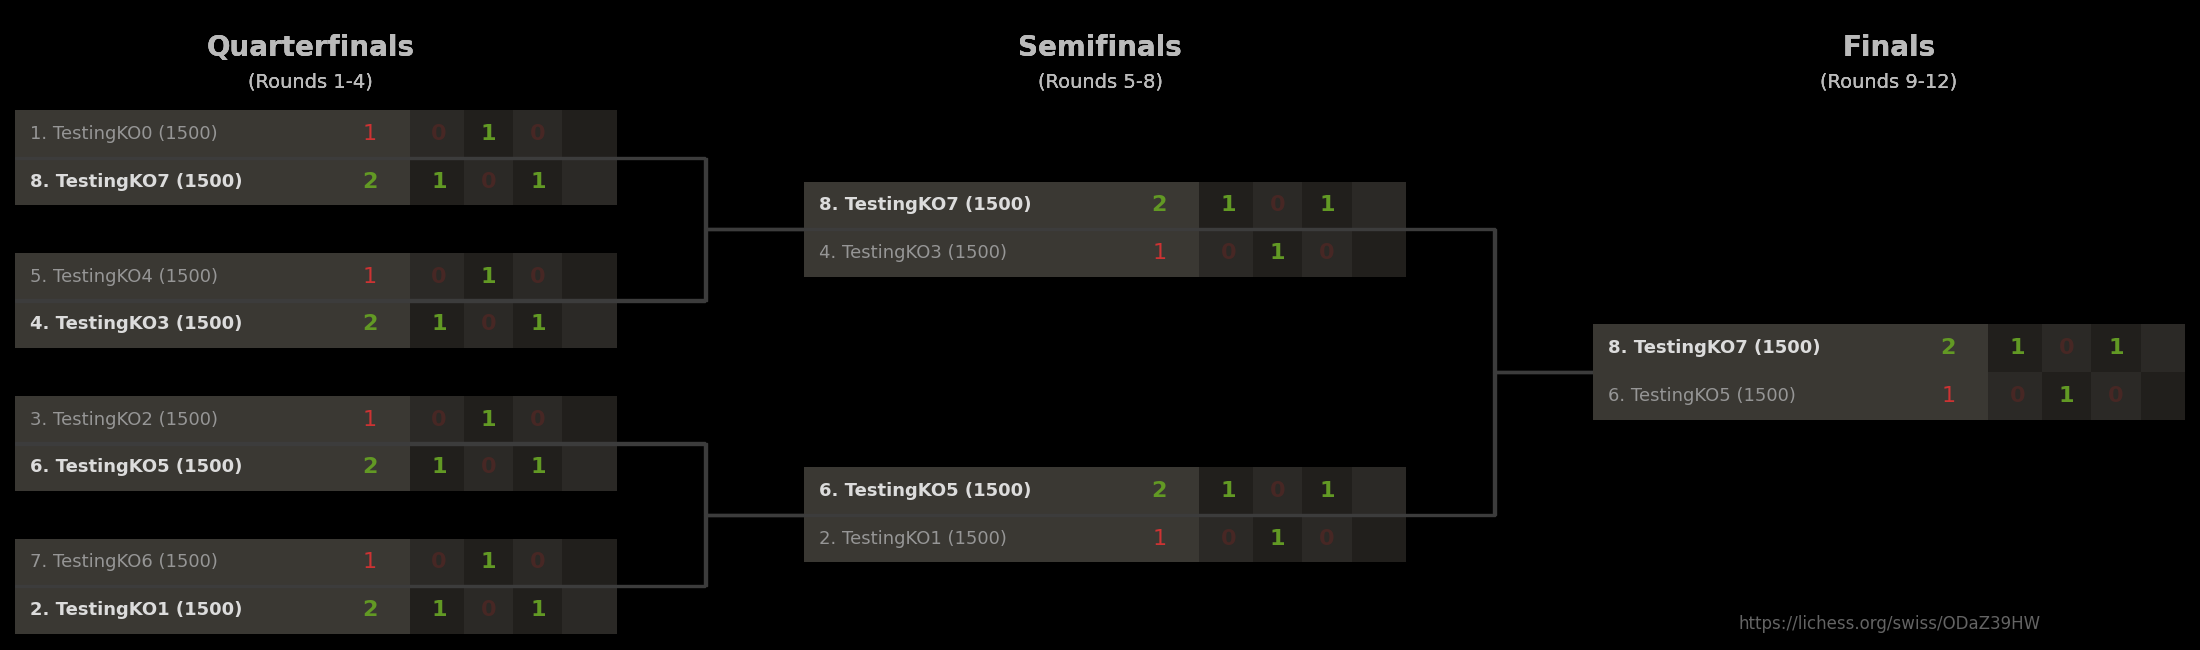 Quarterfinals
(Rounds 1-4)
1. TestingKO0 (1500) 1 0 1 0
8. TestingKO7 (1500) 2 1 0 1
5. TestingKO4 (1500) 1 0 1 0
4. TestingKO3 (1500) 2 1 0 1
3. TestingKO2 (1500) 1 0 1 0
6. TestingKO5 (1500) 2 1 0 1
7. TestingKO6 (1500) 1 0 1 0
2. TestingKO1 (1500) 2 1 0 1
Semifinals
(Rounds 5-8)
8. TestingKO7 (1500) 2 1 0 1
4. TestingKO3 (1500) 1 0 1 0
6. TestingKO5 (1500) 2 1 0 1
2. TestingKO1 (1500) 1 0 1 0
Finals
(Rounds 9-12)
8. TestingKO7 (1500) 2 1 0 1
6. TestingKO5 (1500) 1 0 1 0
https://lichess.org/swiss/ODaZ39HW